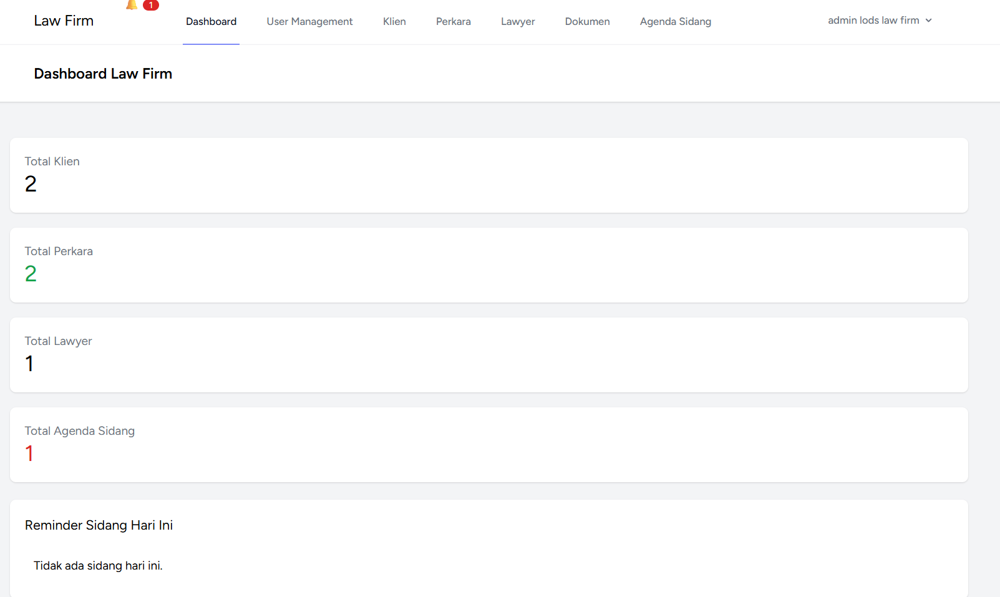 1
Law Firm
Dashboard
User Management
Klien
Perkara
Lawyer
Dokumen
Agenda Sidang
admin lods law firm
Dashboard Law Firm
Total Klien
2
Total Perkara
2
Total Lawyer
1
Total Agenda Sidang
1
Reminder Sidang Hari Ini
Tidak ada sidang hari ini.